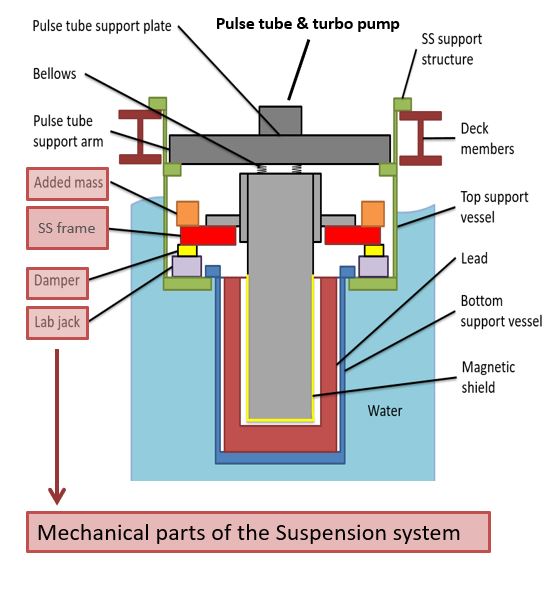 Pulse tube support plate
Pulse tube & turbo pump
SS support
structure
Bellows
Pulse tube
support arm
Deck
members
Added mass
SS frame
Top support
vessel
Damper
Lead
Lab jack
Bottom
support vessel
Magnetic
shield
Water
Mechanical parts of the Suspension system